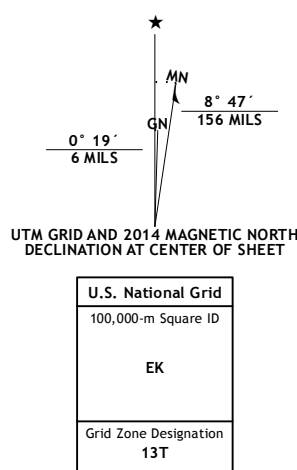 ★
MN
GN
8° 47´
156 MILS
0° 19´
6 MILS
UTM GRID AND 2014 MAGNETIC NORTH
DECLINATION AT CENTER OF SHEET
U.S. National Grid
100,000-m Square ID
EK
Grid Zone Designation
13T